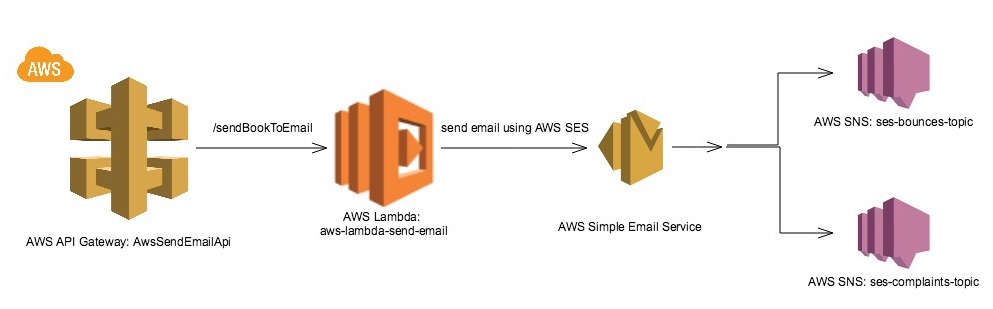 AWS
/sendBookToEmail
send email using AWS SES
AWS API Gateway: AwsSendEmailApi
AWS Lambda:
aws-lambda-send-email
AWS Simple Email Service
AWS SNS: ses-bounces-topic
AWS SNS: ses-complaints-topic